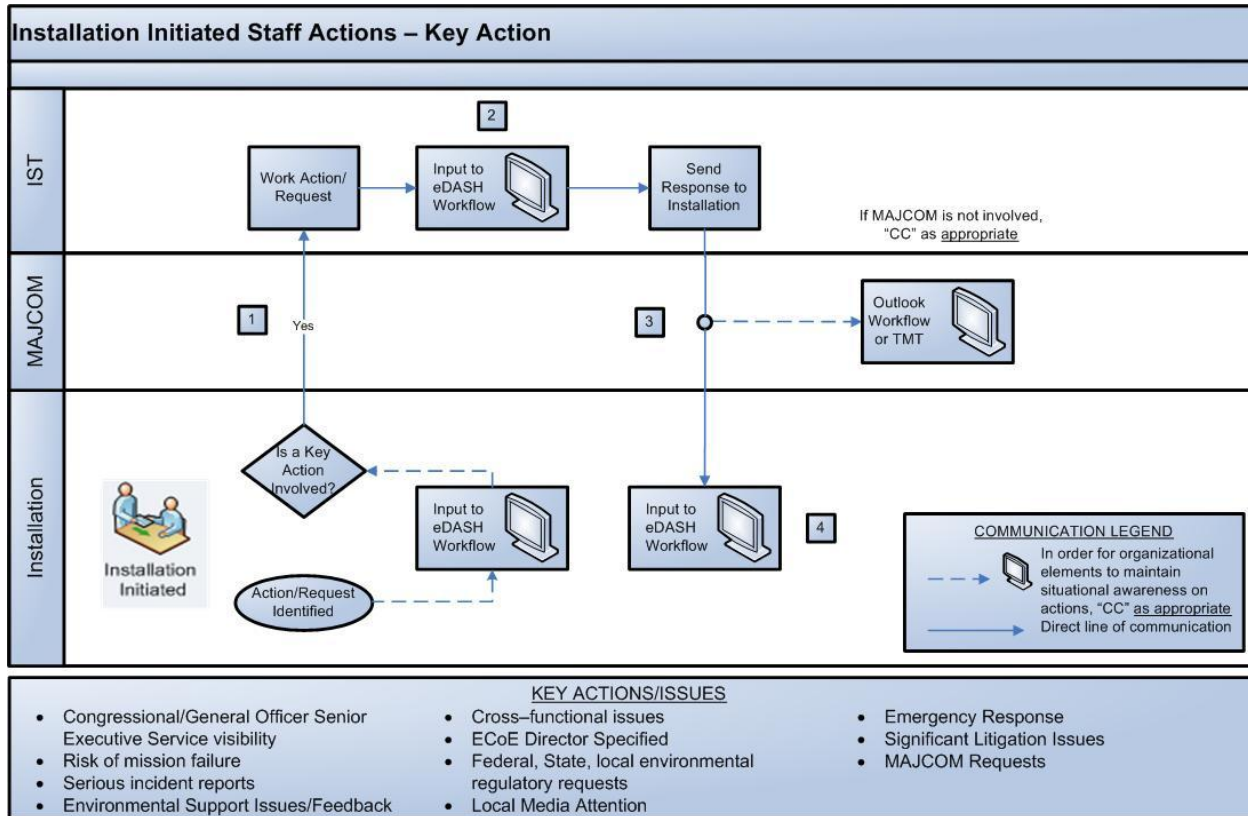 Installation Initiated Staff Actions – Key Action
IST
2
Work Action/
Request
Input to
eDASH
Workflow
Send
Response to
Installation
If MAJCOM is not involved,
"CC" as appropriate
MAJCOM
1
Yes
3
Outlook
Workflow
or TMT
Installation
Is a Key
Action
Involved?
Installation
Initiated
Action/Request
Identified
Input to
eDASH
Workflow
Input to
eDASH
Workflow
4
COMMUNICATION LEGEND
In order for organizational
elements to maintain
situational awareness on
actions, "CC" as appropriate
Direct line of communication
KEY ACTIONS/ISSUES
• Congressional/General Officer Senior
Executive Service visibility
• Risk of mission failure
• Serious incident reports
• Environmental Support Issues/Feedback
• Cross–functional issues
• ECoE Director Specified
• Federal, State, local environmental
regulatory requests
• Local Media Attention
• Emergency Response
• Significant Litigation Issues
• MAJCOM Requests